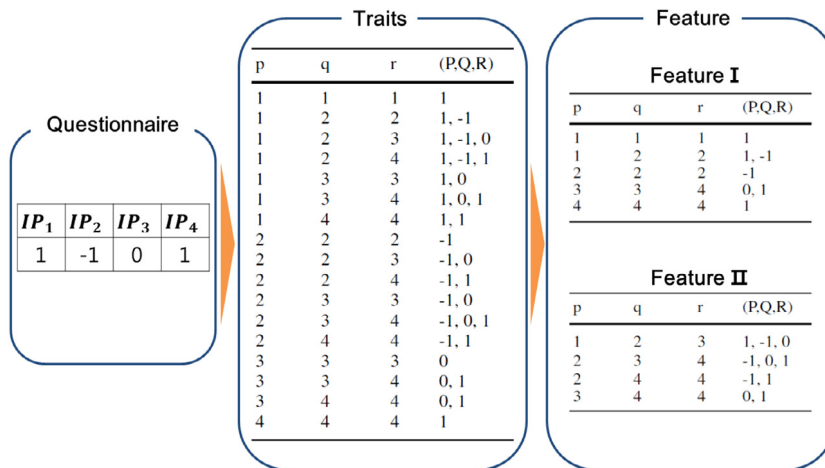 Questionnaire
IP1 IP2 IP3 IP4
1 -1 0 1
Traits
p q r (P,Q,R)
1 1 1 1
1 2 2 1, -1
1 2 3 1, -1, 0
1 2 4 1, -1, 1
1 3 3 1, 0
1 3 4 1, 0, 1
1 4 4 1, 1
2 2 2 -1
2 2 3 -1, 0
2 2 4 -1, 1
2 3 3 -1, 0
2 3 4 -1, 0, 1
2 4 4 -1, 1
3 3 3 0
3 3 4 0, 1
3 4 4 0, 1
4 4 4 1
Feature
Feature I
p q r (P,Q,R)
1 1 1 1
1 2 2 1, -1
2 2 2 -1
3 3 4 0, 1
4 4 4 1
Feature II
p q r (P,Q,R)
1 2 3 1, -1, 0
2 3 4 -1, 0, 1
2 4 4 -1, 1
3 4 4 0, 1